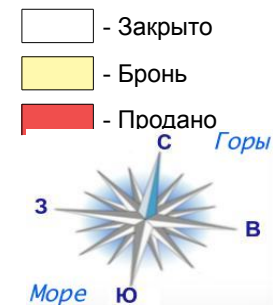 - Закрыто
- Бронь
- Продано
С Горы
З
В
Море Ю